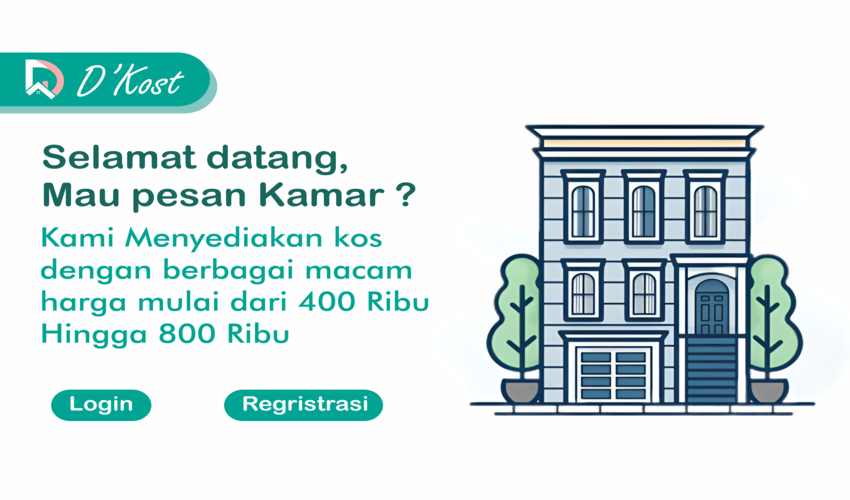 D'Kost
Selamat datang,
Mau pesan Kamar ?
Kami Menyediakan kos
dengan berbagai macam
harga mulai dari 400 Ribu
Hingga 800 Ribu
Login
Regristrasi